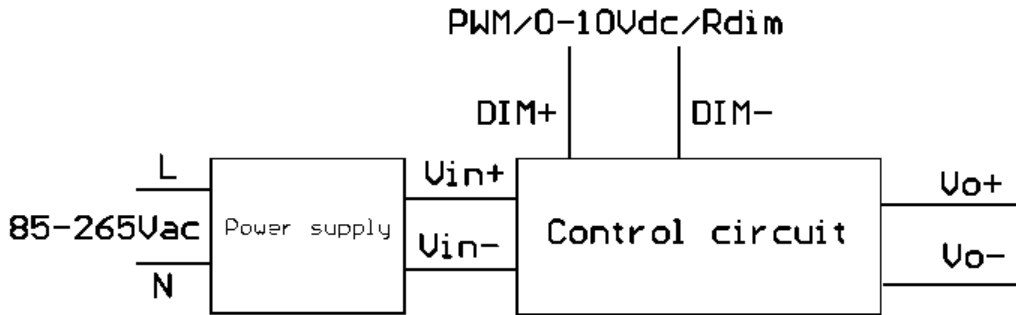 PWM/0-10Vdc/Rdim
DIM+
DIM-
L
Vin+
Vo+
85-265Vac
Power supply
Control circuit
Vin-
Vo-
N